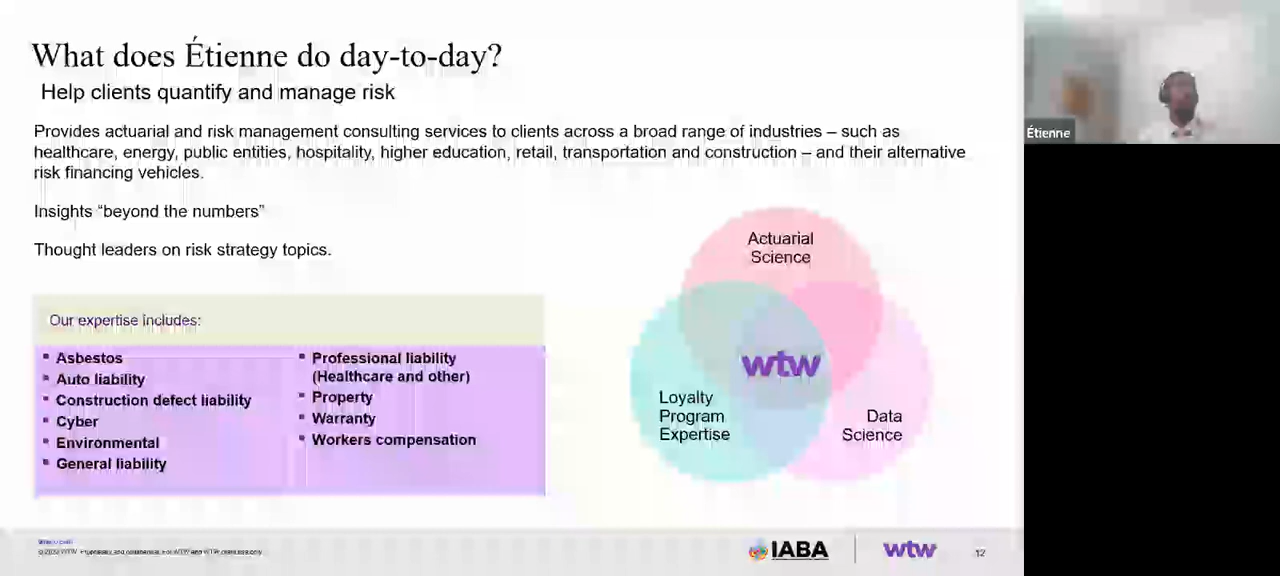 What does Étienne do day-to-day?
Help clients quantify and manage risk
Provides actuarial and risk management consulting services to clients across a broad range of industries – such as
healthcare, energy, public entities, hospitality, higher education, retail, transportation and construction – and their alternative
risk financing vehicles.
Insights “beyond the numbers”
Thought leaders on risk strategy topics.
Our expertise includes:
▪ Asbestos
▪ Auto liability
▪ Construction defect liability
▪ Cyber
▪ Environmental
▪ General liability
▪ Professional liability
(Healthcare and other)
▪ Property
▪ Warranty
▪ Workers compensation
Actuarial
Science
wtw
Loyalty
Program
Expertise
Data
Science
IABA
wtw
12
Étienne